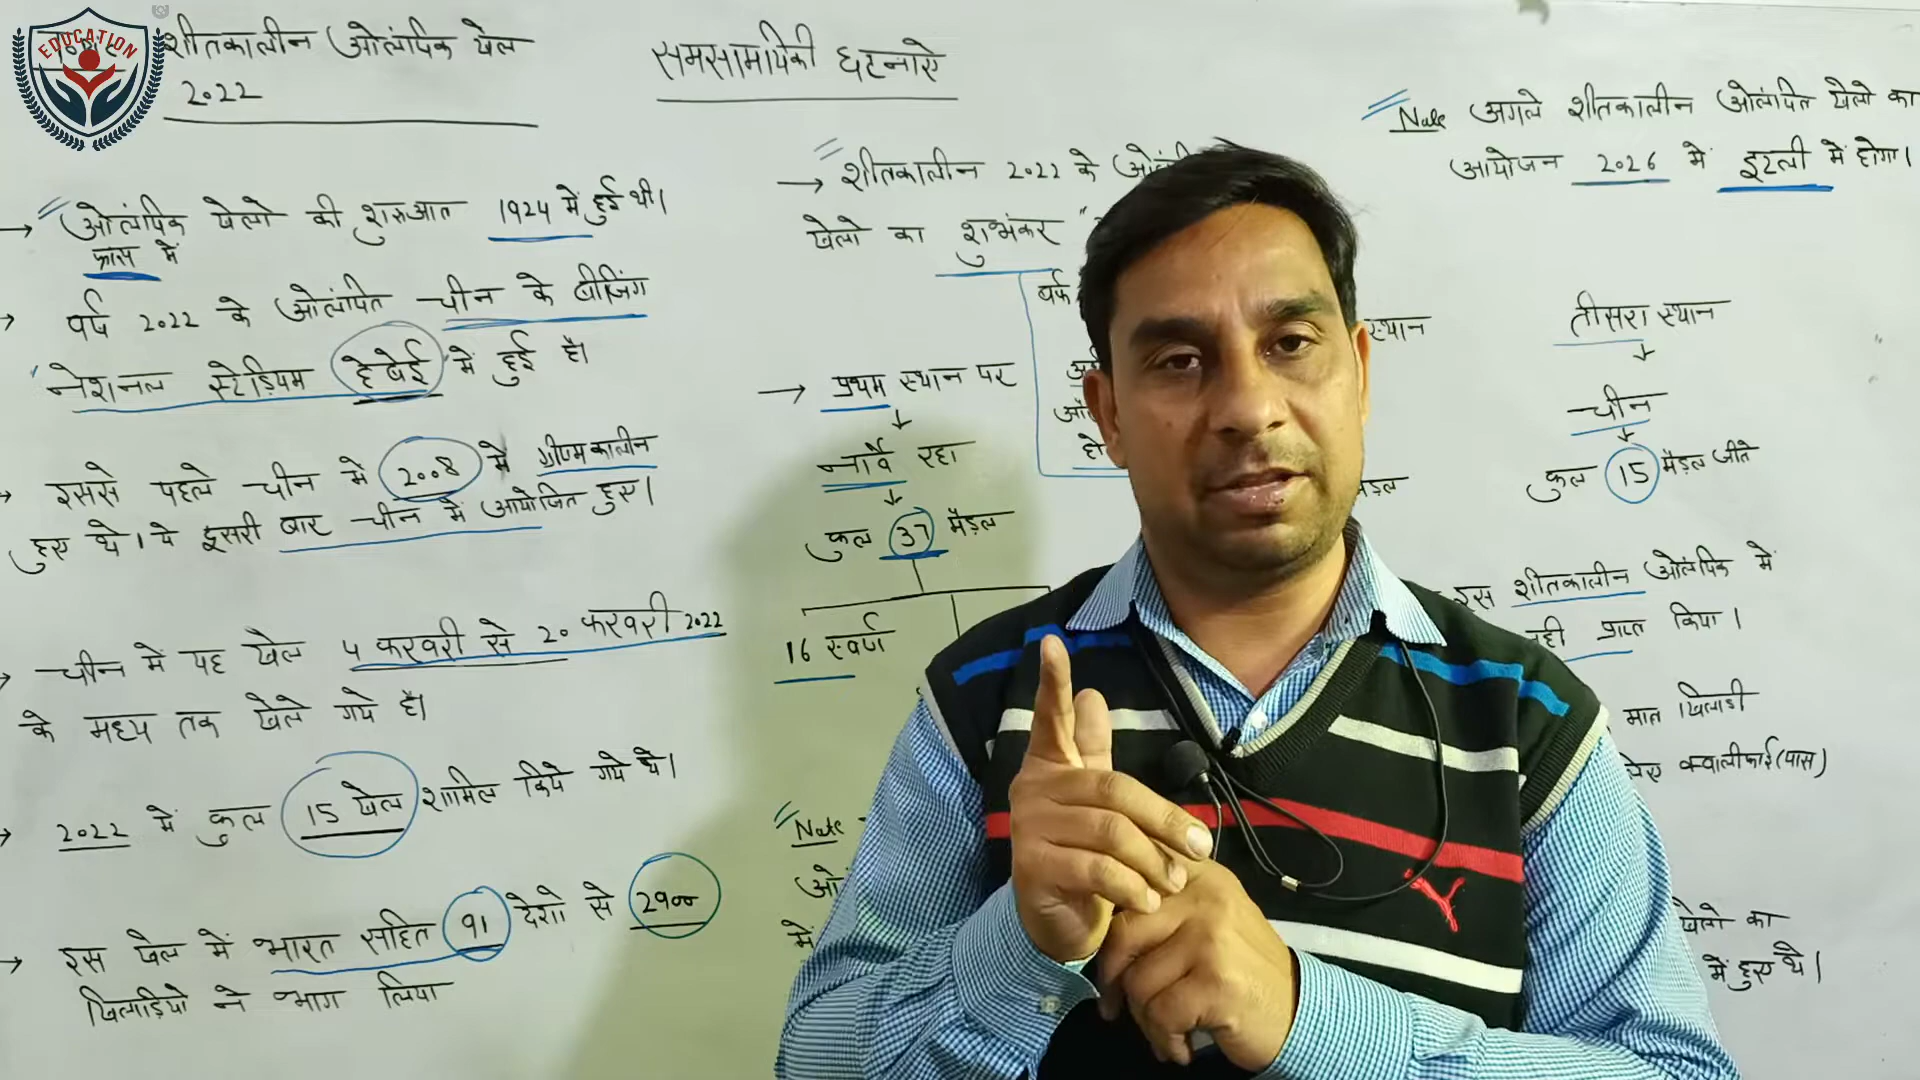 EDUCATION
शीतकालीन ओलंपिक खेल
2022
समसामयिकी घटनाऐ
→ ओलंपिक खेलो की शुरुआत 1924 में हुई थी।
फ्रांस में
→ वर्ष 2022 के ओलंपित चीन के बीजिंग
नेशनल स्टेडियम हेबेई में हुई है।
→ इससे पहले चीन में 2008 में ग्रीष्मकालीन
हुए थे। ये दूसरी बार चीन में आयोजित हुए।
→ चीन में यह खेल 4 फरवरी से 20 फरवरी 2022
के मध्य तक खेले गये है।
→ 2022 में कुल 15 खेल शामिल किये गये थे।
→ इस खेल में भारत सहित 91 देशो से 2900
खिलाड़ियो ने भाग लिया
→ शीतकालीन 2022 के
खेलो का शुभंकर "
बर्फ
→ प्रथम स्थान पर
↓
नार्वे रहा
↓
कुल 37 मैडल
16 स्वर्ण
Note
में
Note अगले शीतकालीन ओलंपित खेलो का
आयोजन 2026 में इटली में होगा।
स्थान
तीसरा स्थान
↓
चीन
↓
कुल 15 मैडल जीते
इस शीतकालीन ओलंपिक में
नही प्राप्त किया।
मात खिलाडी
क्वालीफाई (पास)
खेलो का
में हुए थे।